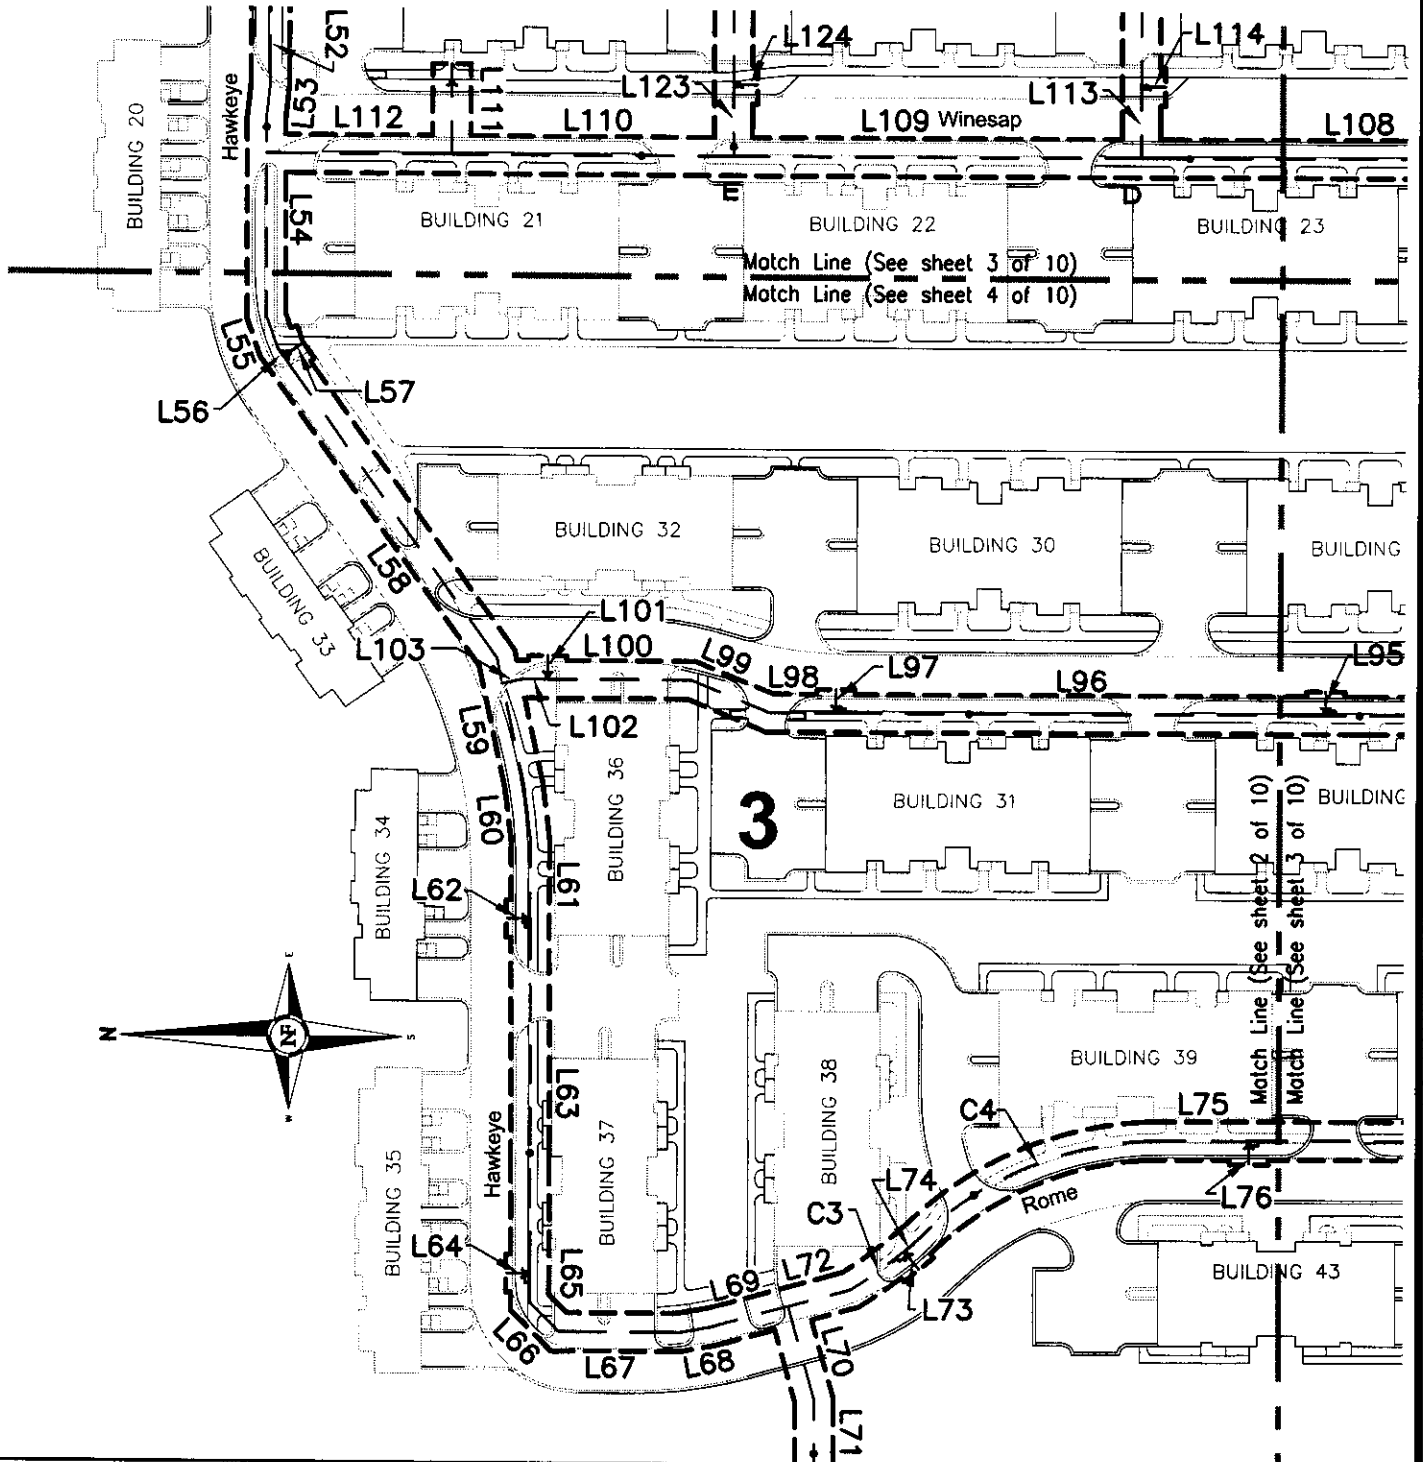 L52
L124
L114
L123
L113
Hawkeye
L53
L112
L111
L110
L109
Winesap
L108
BUILDING 20
L54
E
D
BUILDING 21
BUILDING 22
BUILDING 23
Match Line (See sheet 3 of 10)
Match Line (See sheet 4 of 10)
L55
L56
L57
BUILDING 32
BUILDING 30
BUILDING
L58
BUILDING 33
L101
L103
L100
L99
L98
L97
L96
L95
L59
L102
L60
BUILDING 36
3
BUILDING 31
BUILDING
BUILDING 34
L62
L61
Match Line (See sheet 2 of 10)
Match Line (See sheet 3 of 10)
E
N
NF
S
W
BUILDING 38
BUILDING 39
L63
C4
L75
Hawkeye
BUILDING 37
BUILDING 35
L74
Rome
L76
C3
L64
L65
L69
L72
L73
BUILDING 43
L66
L67
L68
L70
L71